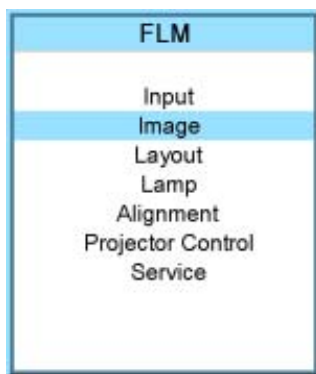 FLM
Input
Image
Layout
Lamp
Alignment
Projector Control
Service